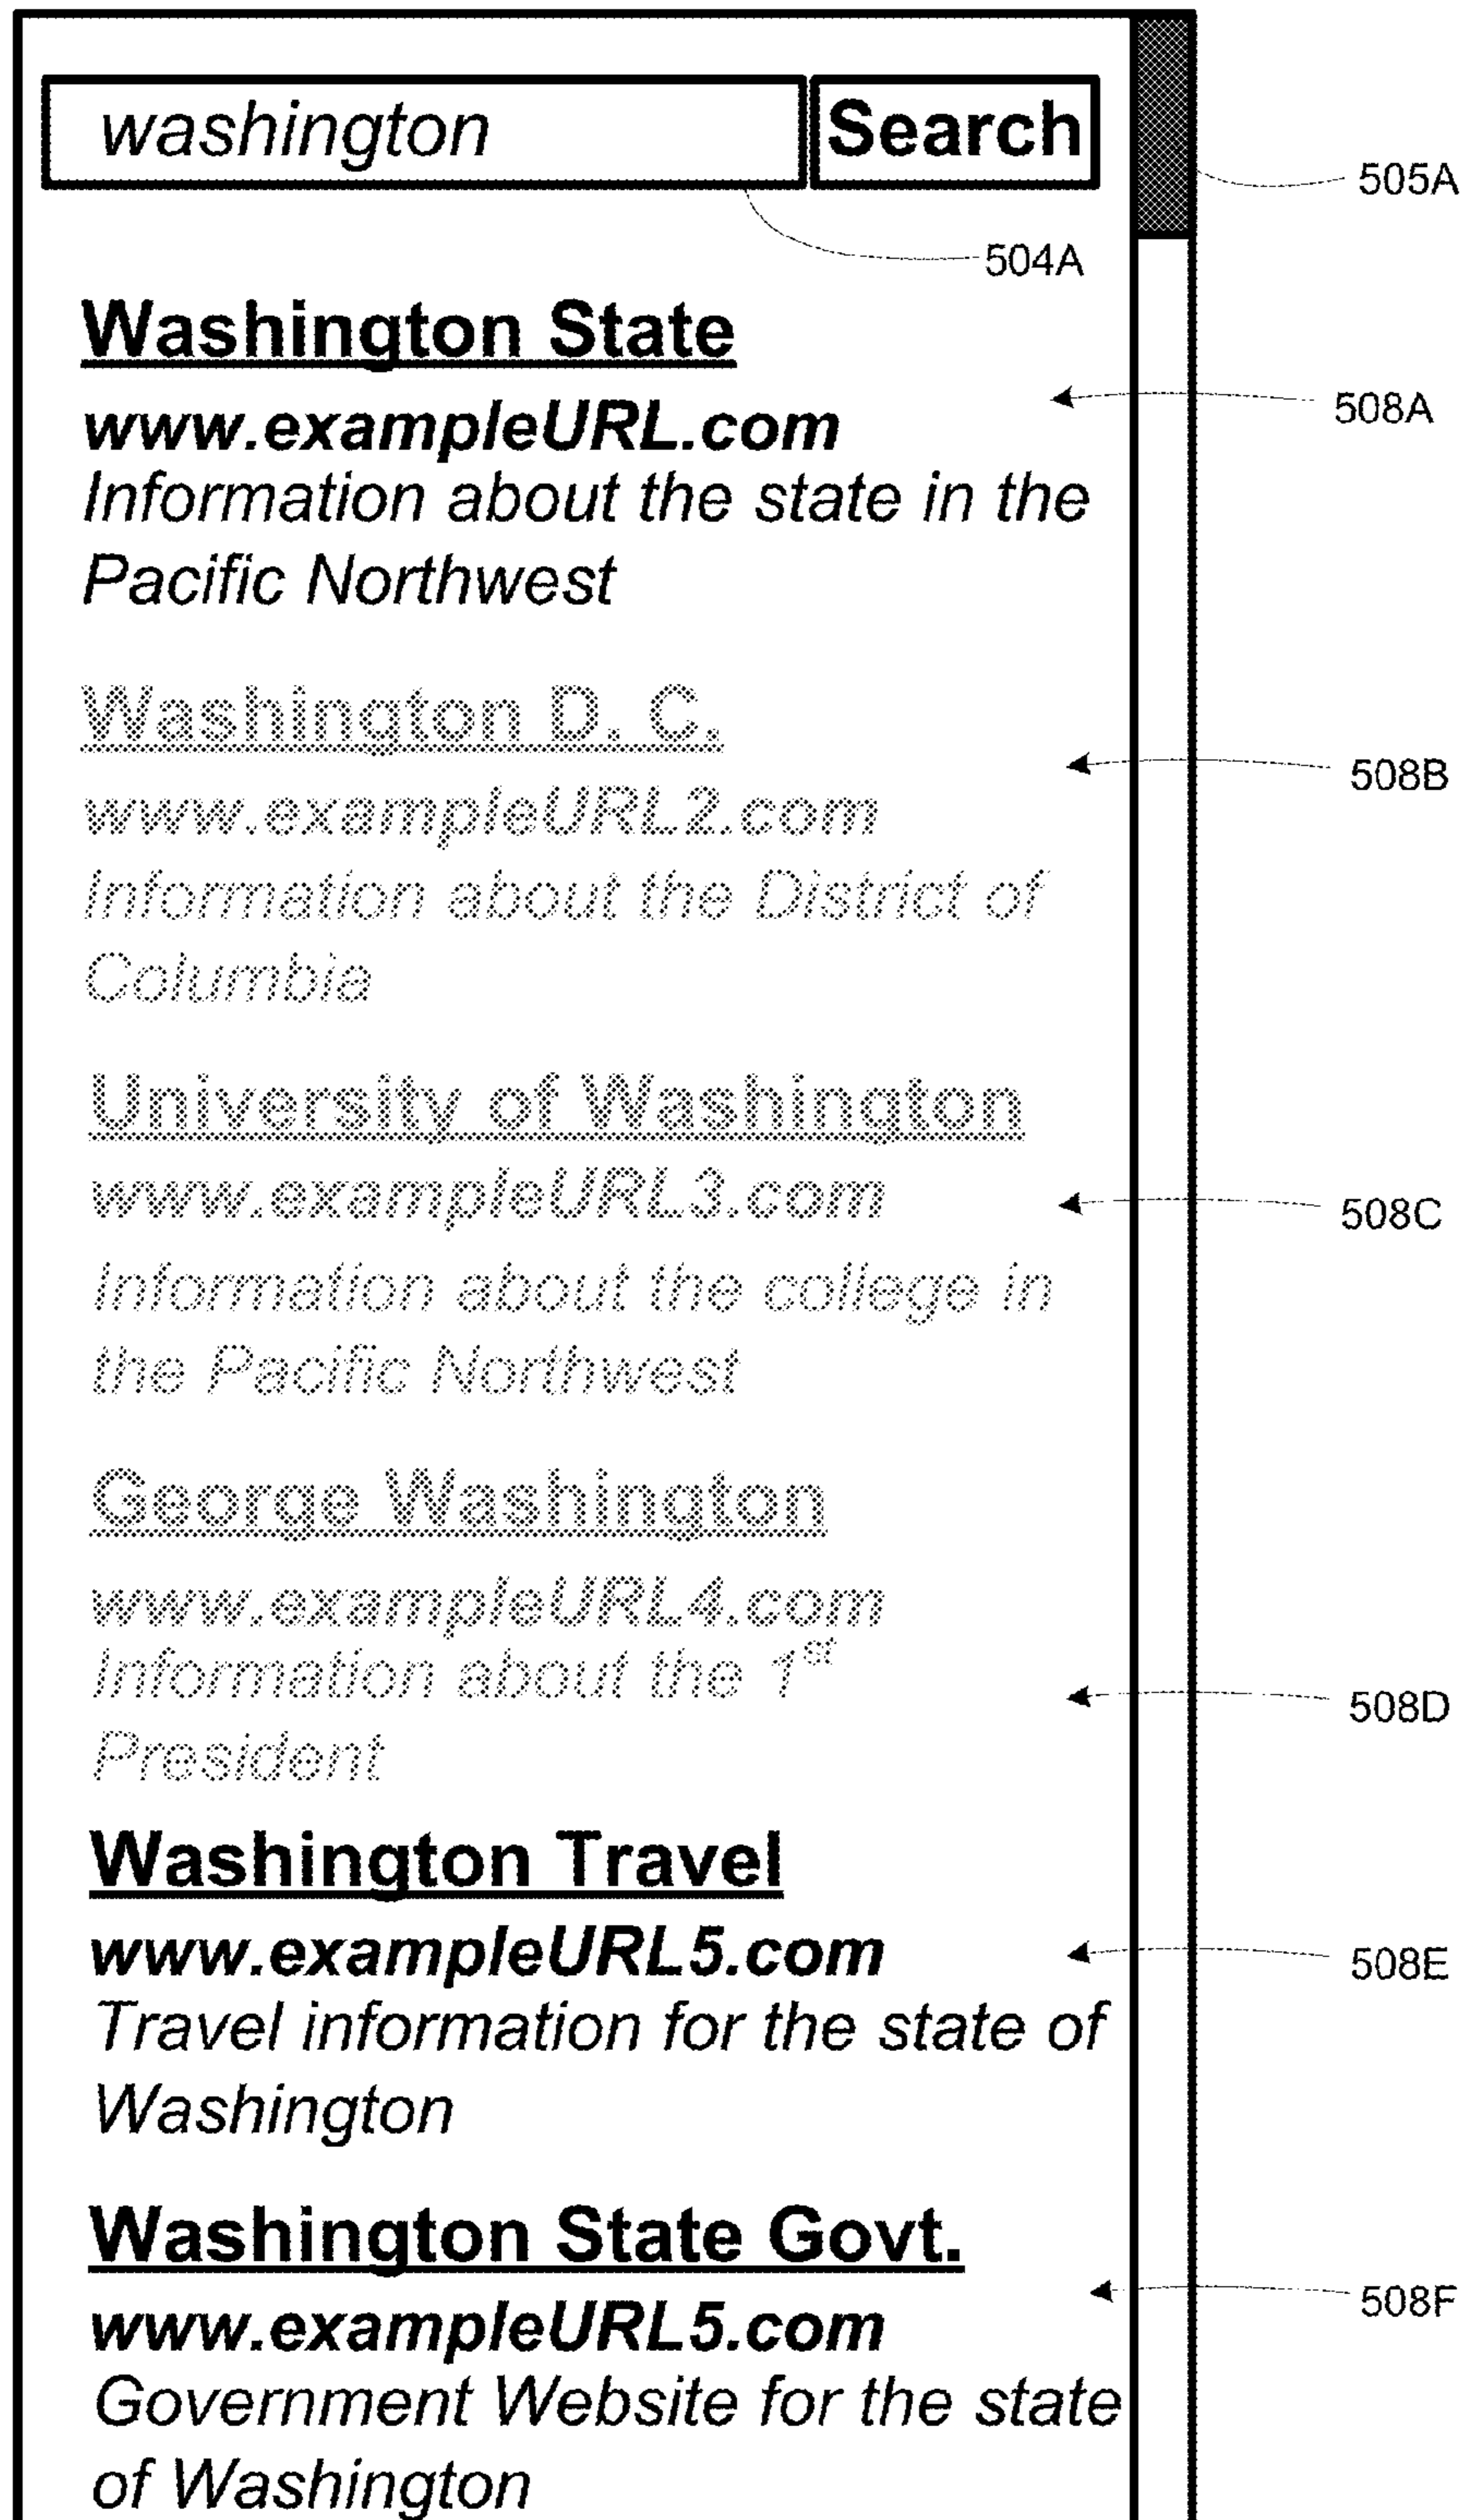 washington Search
505A
504A
Washington State
508A
www.exampleURL.com
Information about the state in the
Pacific Northwest
Washington D. C.
508B
www.exampleURL2.com
Information about the District of
Columbia
University of Washington
www.exampleURL3.com
508C
Information about the college in
the Pacific Northwest
George Washington
www.exampleURL4.com
Information about the 1st
508D
President
Washington Travel
www.exampleURL5.com
508E
Travel information for the state of
Washington
Washington State Govt.
508F
www.exampleURL5.com
Government Website for the state
of Washington